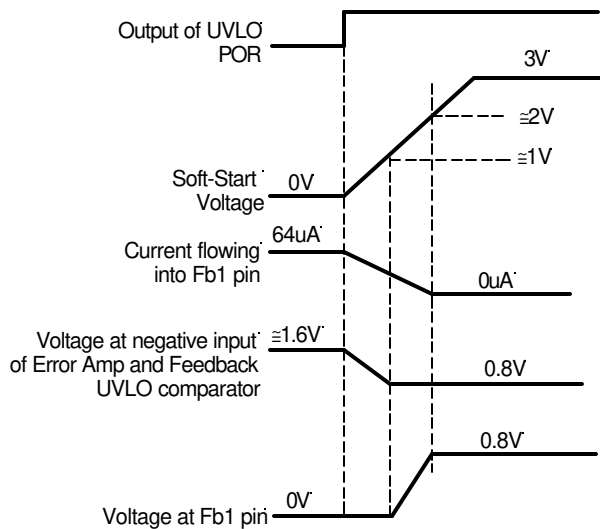 Output of UVLO
POR
3V
≅2V
≅1V
Soft-Start
Voltage
0V
Current flowing
into Fb1 pin
64uA
0uA
Voltage at negative input
of Error Amp and Feedback
UVLO comparator
≅1.6V
0.8V
Voltage at Fb1 pin
0V
0.8V